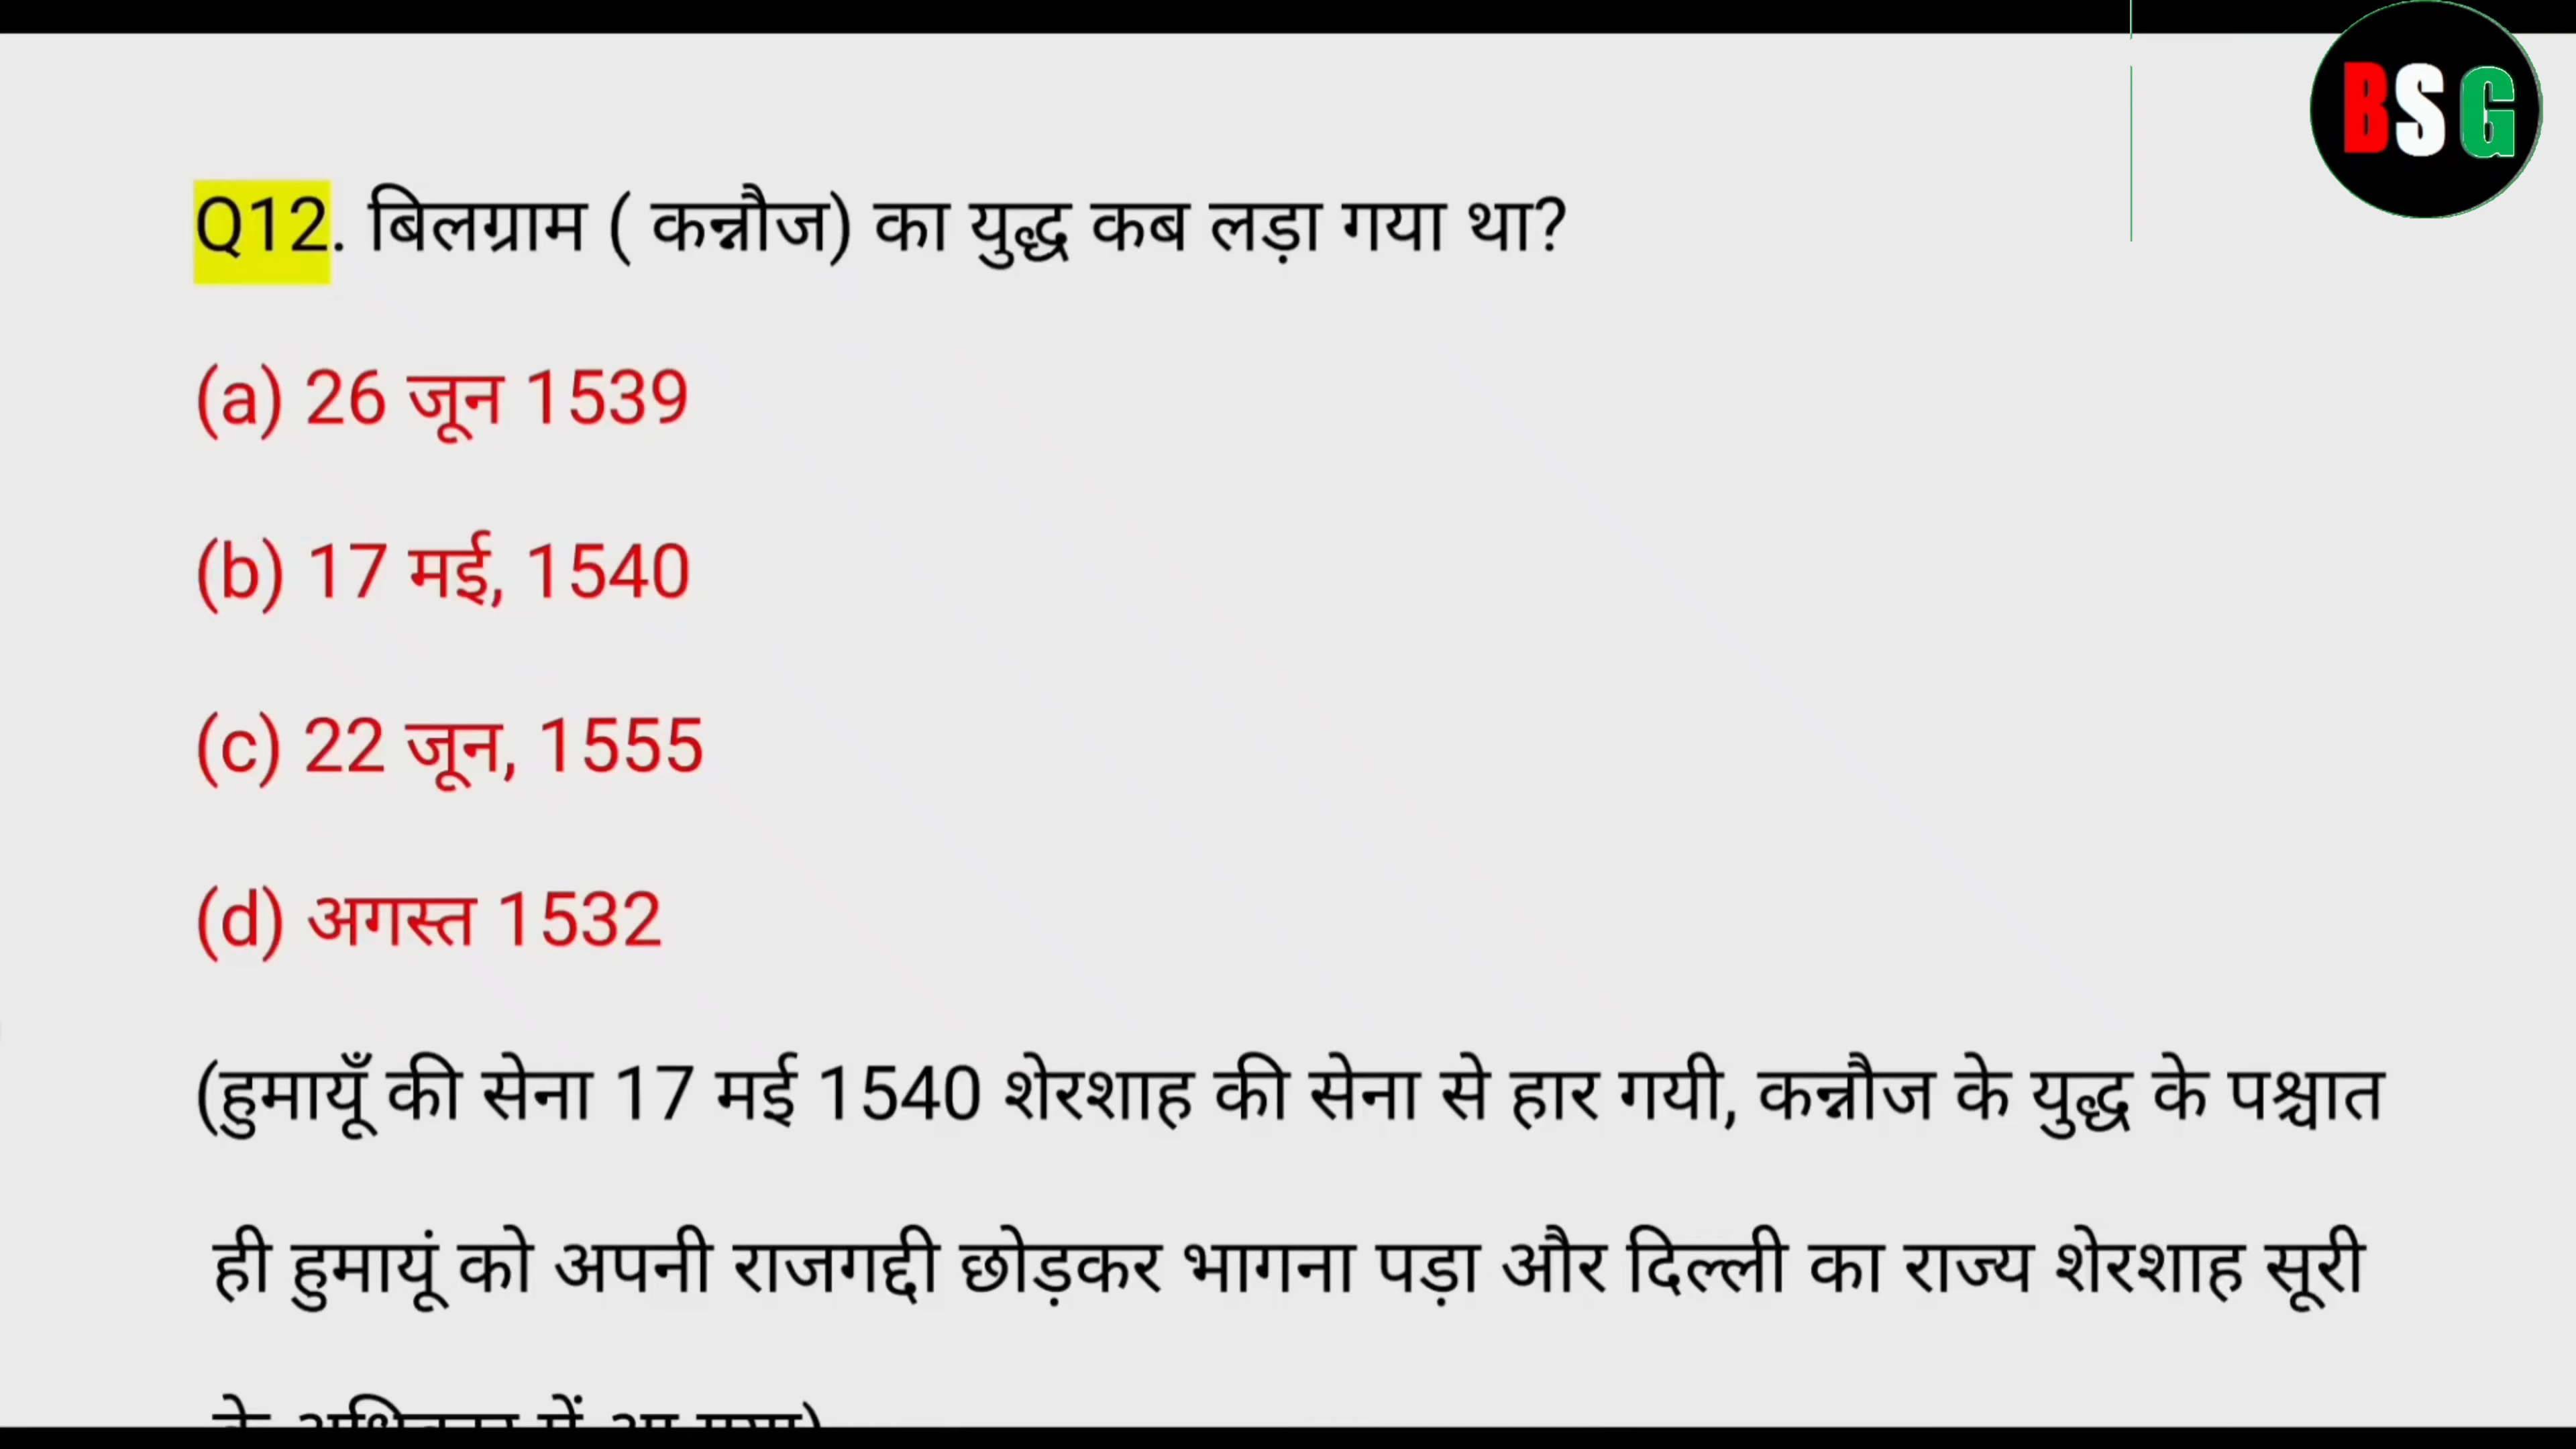 BSG
Q12. बिलग्राम ( कन्नौज) का युद्ध कब लड़ा गया था?
(a) 26 जून 1539
(b) 17 मई, 1540
(c) 22 जून, 1555
(d) अगस्त 1532
(हुमायूँ की सेना 17 मई 1540 शेरशाह की सेना से हार गयी, कन्नौज के युद्ध के पश्चात
ही हुमायूं को अपनी राजगद्दी छोड़कर भागना पड़ा और दिल्ली का राज्य शेरशाह सूरी